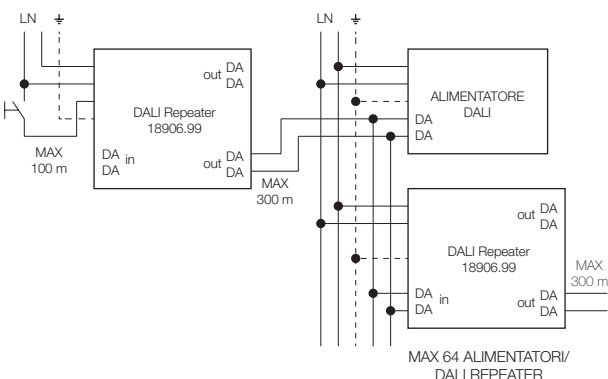 LN
out DA
DA
DALI Repeater
18906.99
DA in
DA
out DA
DA
MAX
100 m
MAX
300 m
LN
ALIMENTATORE
DALI
DA
DA
out DA
DA
DALI Repeater
18906.99
DA in
DA
out DA
DA
MAX
300 m
MAX 64 ALIMENTATORI/
DALI REPEATER